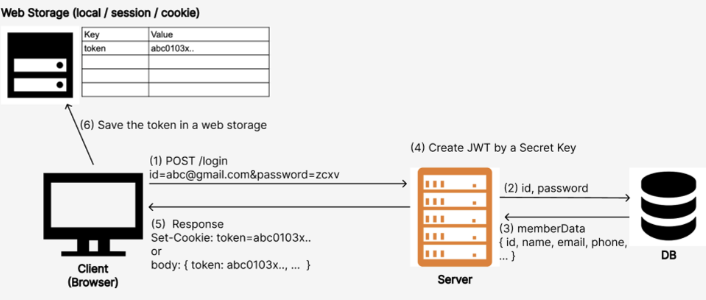 Web Storage (local / session / cookie)
Key Value
token abc0103x..
(6) Save the token in a web storage
(4) Create JWT by a Secret Key
(1) POST /login
id=abc@gmail.com&password=zcxv
(2) id, password
(5) Response
Set-Cookie: token=abc0103x..
or
body: { token: abc0103x.., ... }
(3) memberData
{ id, name, email, phone,
... }
Client
(Browser)
Server
DB